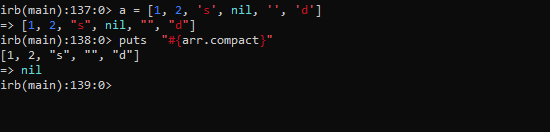 irb(main):137:0> a = [1, 2, 's', nil, '', 'd']
=> [1, 2, "s", nil, "", "d"]
irb(main):138:0> puts  "#{arr.compact}"
[1, 2, "s", "", "d"]
=> nil
irb(main):139:0>